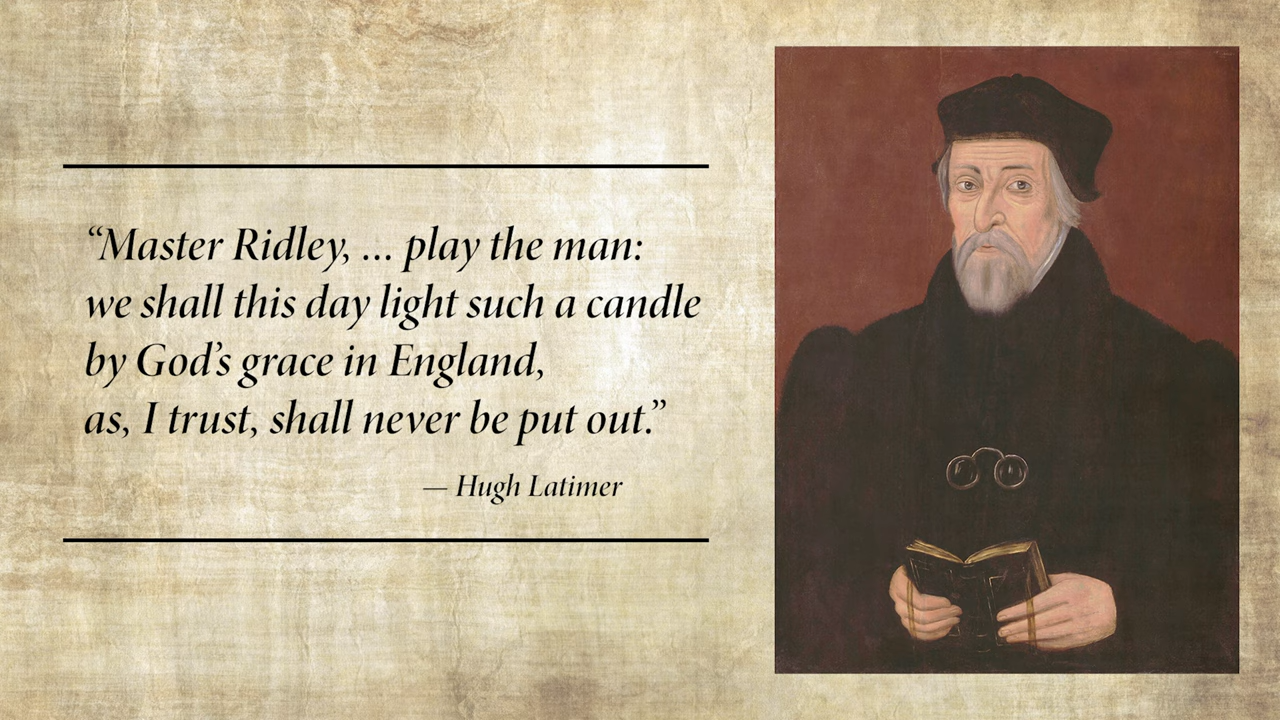 “Master Ridley, ... play the man:
we shall this day light such a candle
by God’s grace in England,
as, I trust, shall never be put out.”
— Hugh Latimer